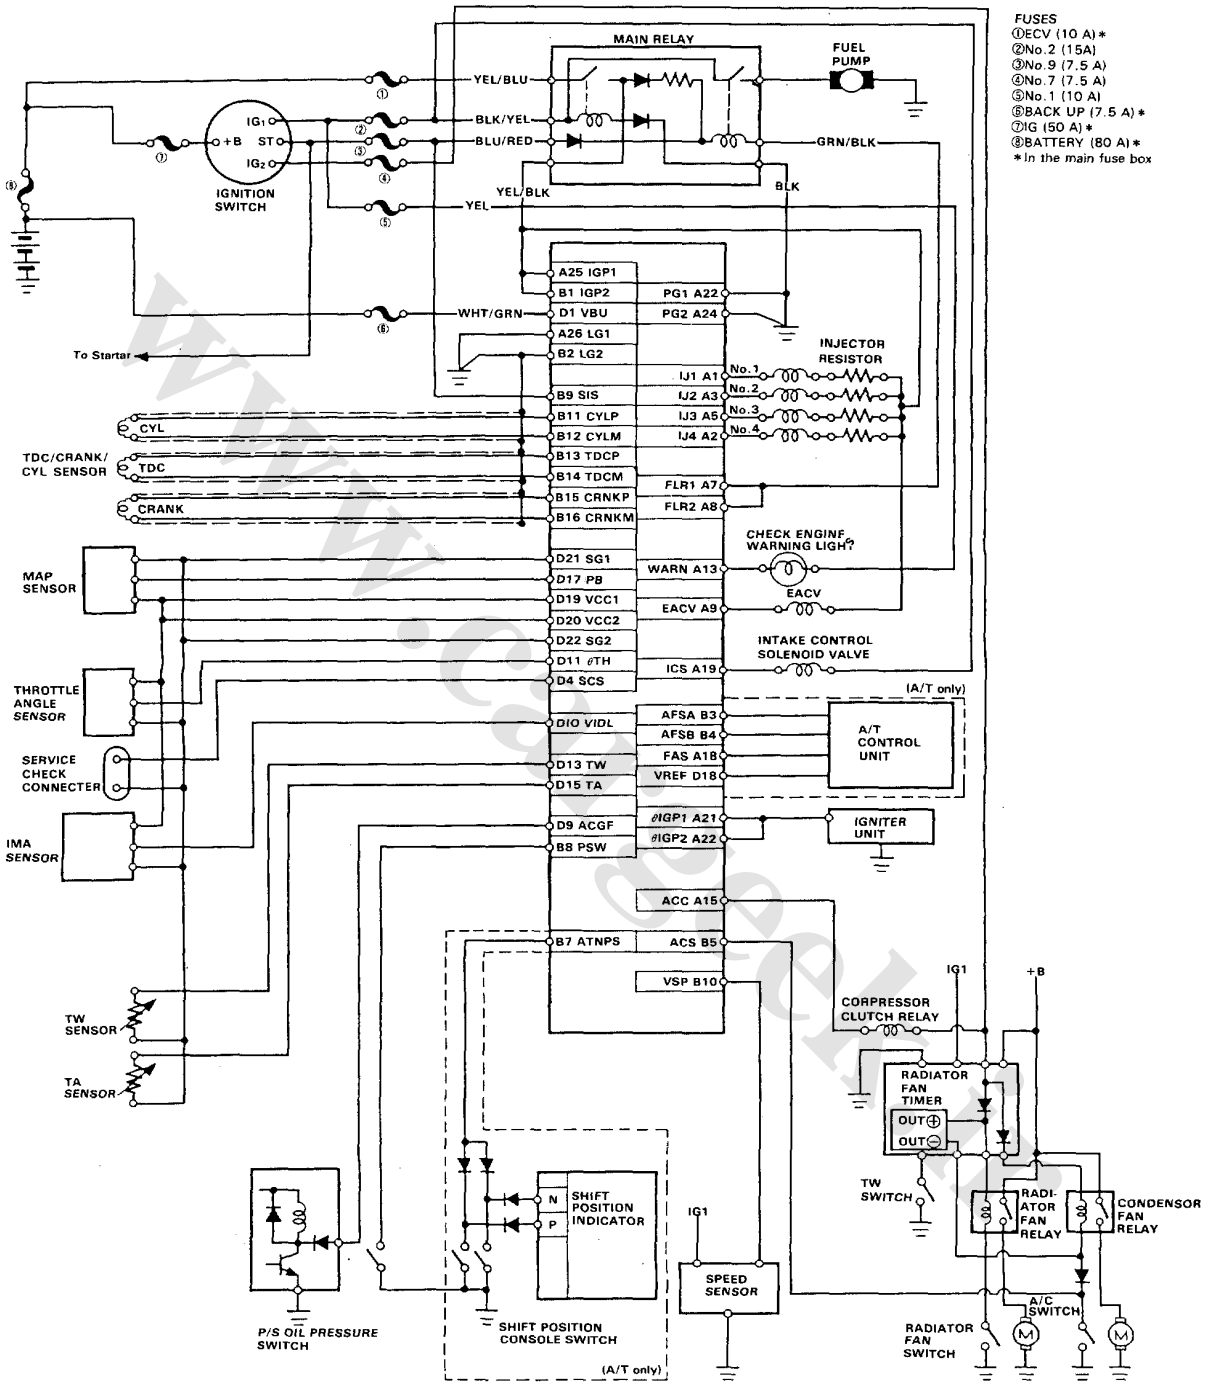 FUSES
①ECV (10 A)*
②No.2 (15A)
③No.9 (7.5 A)
④No.7 (7.5 A)
⑤No.1 (10 A)
⑥BACK UP (7.5 A)*
⑦IG (50 A)*
⑧BATTERY (80 A)*
*In the main fuse box
MAIN RELAY
FUEL
PUMP
YEL/BLU
①
IG1
BLK/YEL
②
+B
ST
BLU/RED
③
GRN/BLK
⑦
IG2
④
⑧
IGNITION
SWITCH
YEL/BLK
BLK
YEL
⑤
A25 IGP1
B1 IGP2
PG1 A22
WHT/GRN
D1 VBU
PG2 A24
⑥
A26 LG1
To Startar
B2 LG2
INJECTOR
RESISTOR
IJ1 A1
No.1
B9 SIS
IJ2 A3
No.2
B11 CYLP
IJ3 A5
No.3
CYL
B12 CYLM
IJ4 A2
No.4
TDC/CRANK/
CYL SENSOR
B13 TDCP
TDC
B14 TDCM
FLR1 A7
B15 CRNKP
FLR2 A8
CRANK
B16 CRNKM
CHECK ENGINE
WARNING LIGHT
D21 SG1
WARN A13
MAP
SENSOR
D17 PB
D19 VCC1
EACV
EACV A9
D20 VCC2
D22 SG2
INTAKE CONTROL
SOLENOID VALVE
D11 θTH
ICS A19
D4 SCS
(A/T only)
THROTTLE
ANGLE
SENSOR
DIO VIDL
AFSA B3
AFSB B4
A/T
CONTROL
UNIT
FAS A18
SERVICE
CHECK
CONNECTER
D13 TW
VREF D18
D15 TA
D9 ACGF
θIGP1 A21
IGNITER
UNIT
θIGP2 A22
IMA
SENSOR
B8 PSW
ACC A15
B7 ATNPS
ACS B5
VSP B10
IG1
+B
CORPRESSOR
CLUTCH RELAY
TW
SENSOR
TA
SENSOR
RADIATOR
FAN
TIMER
OUT⊕
OUT⊖
TW
SWITCH
RADI-
ATOR
FAN
RELAY
CONDENSOR
FAN
RELAY
N
P
SHIFT
POSITION
INDICATOR
IG1
SPEED
SENSOR
A/C
SWITCH
P/S OIL PRESSURE
SWITCH
SHIFT POSITION
CONSOLE SWITCH
RADIATOR
FAN
SWITCH
M
M
(A/T only)
www.cargeek.ir